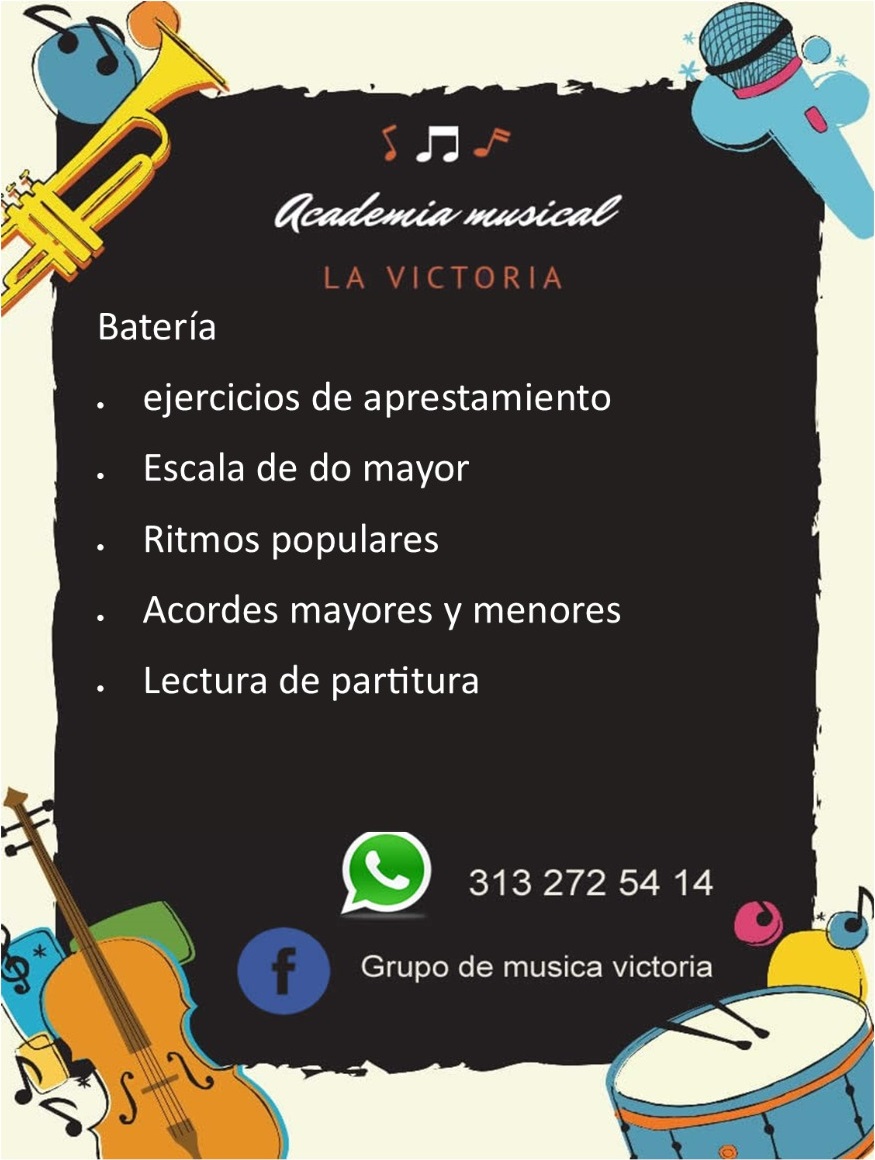 Academia musical
LA VICTORIA
Batería
• ejercicios de aprestamiento
• Escala de do mayor
• Ritmos populares
• Acordes mayores y menores
• Lectura de partitura
313 272 54 14
f
Grupo de musica victoria